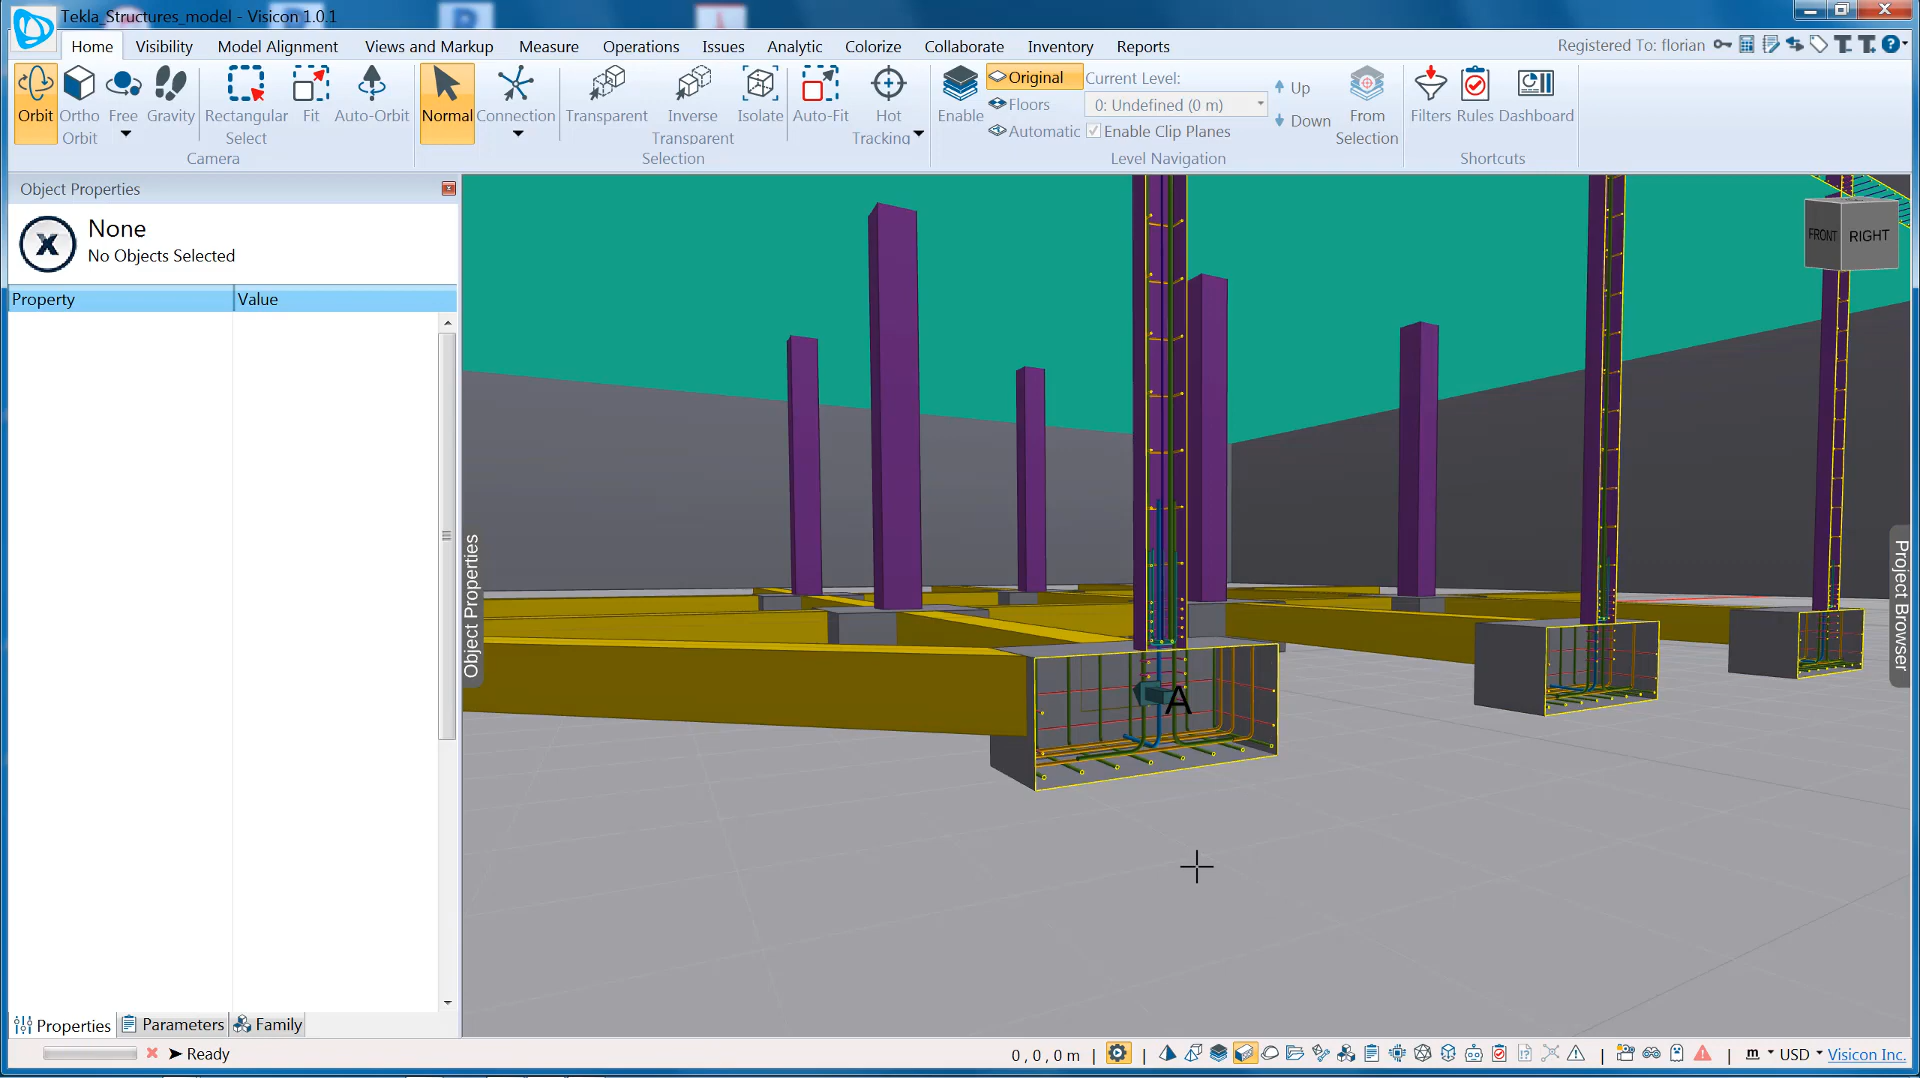 Tekla_Structures_model - Visicon 1.0.1
Home Visibility Model Alignment Views and Markup Measure Operations Issues Analytic Colorize Collaborate Inventory Reports Registered To: florian
Orbit Ortho Orbit Free Gravity Rectangular Select Fit Auto-Orbit
Camera
Normal Connection Transparent Inverse Transparent Isolate Auto-Fit Hot Tracking
Selection
Enable Original Current Level: Up
Floors 0: Undefined (0 m) Down
Automatic Enable Clip Planes From Selection
Level Navigation
Filters Rules Dashboard
Shortcuts
Object Properties
None
No Objects Selected
Property Value
Object Properties
FRONT RIGHT
A
Project Browser
Properties Parameters Family
Ready 0 , 0 , 0 m m USD Visicon Inc.